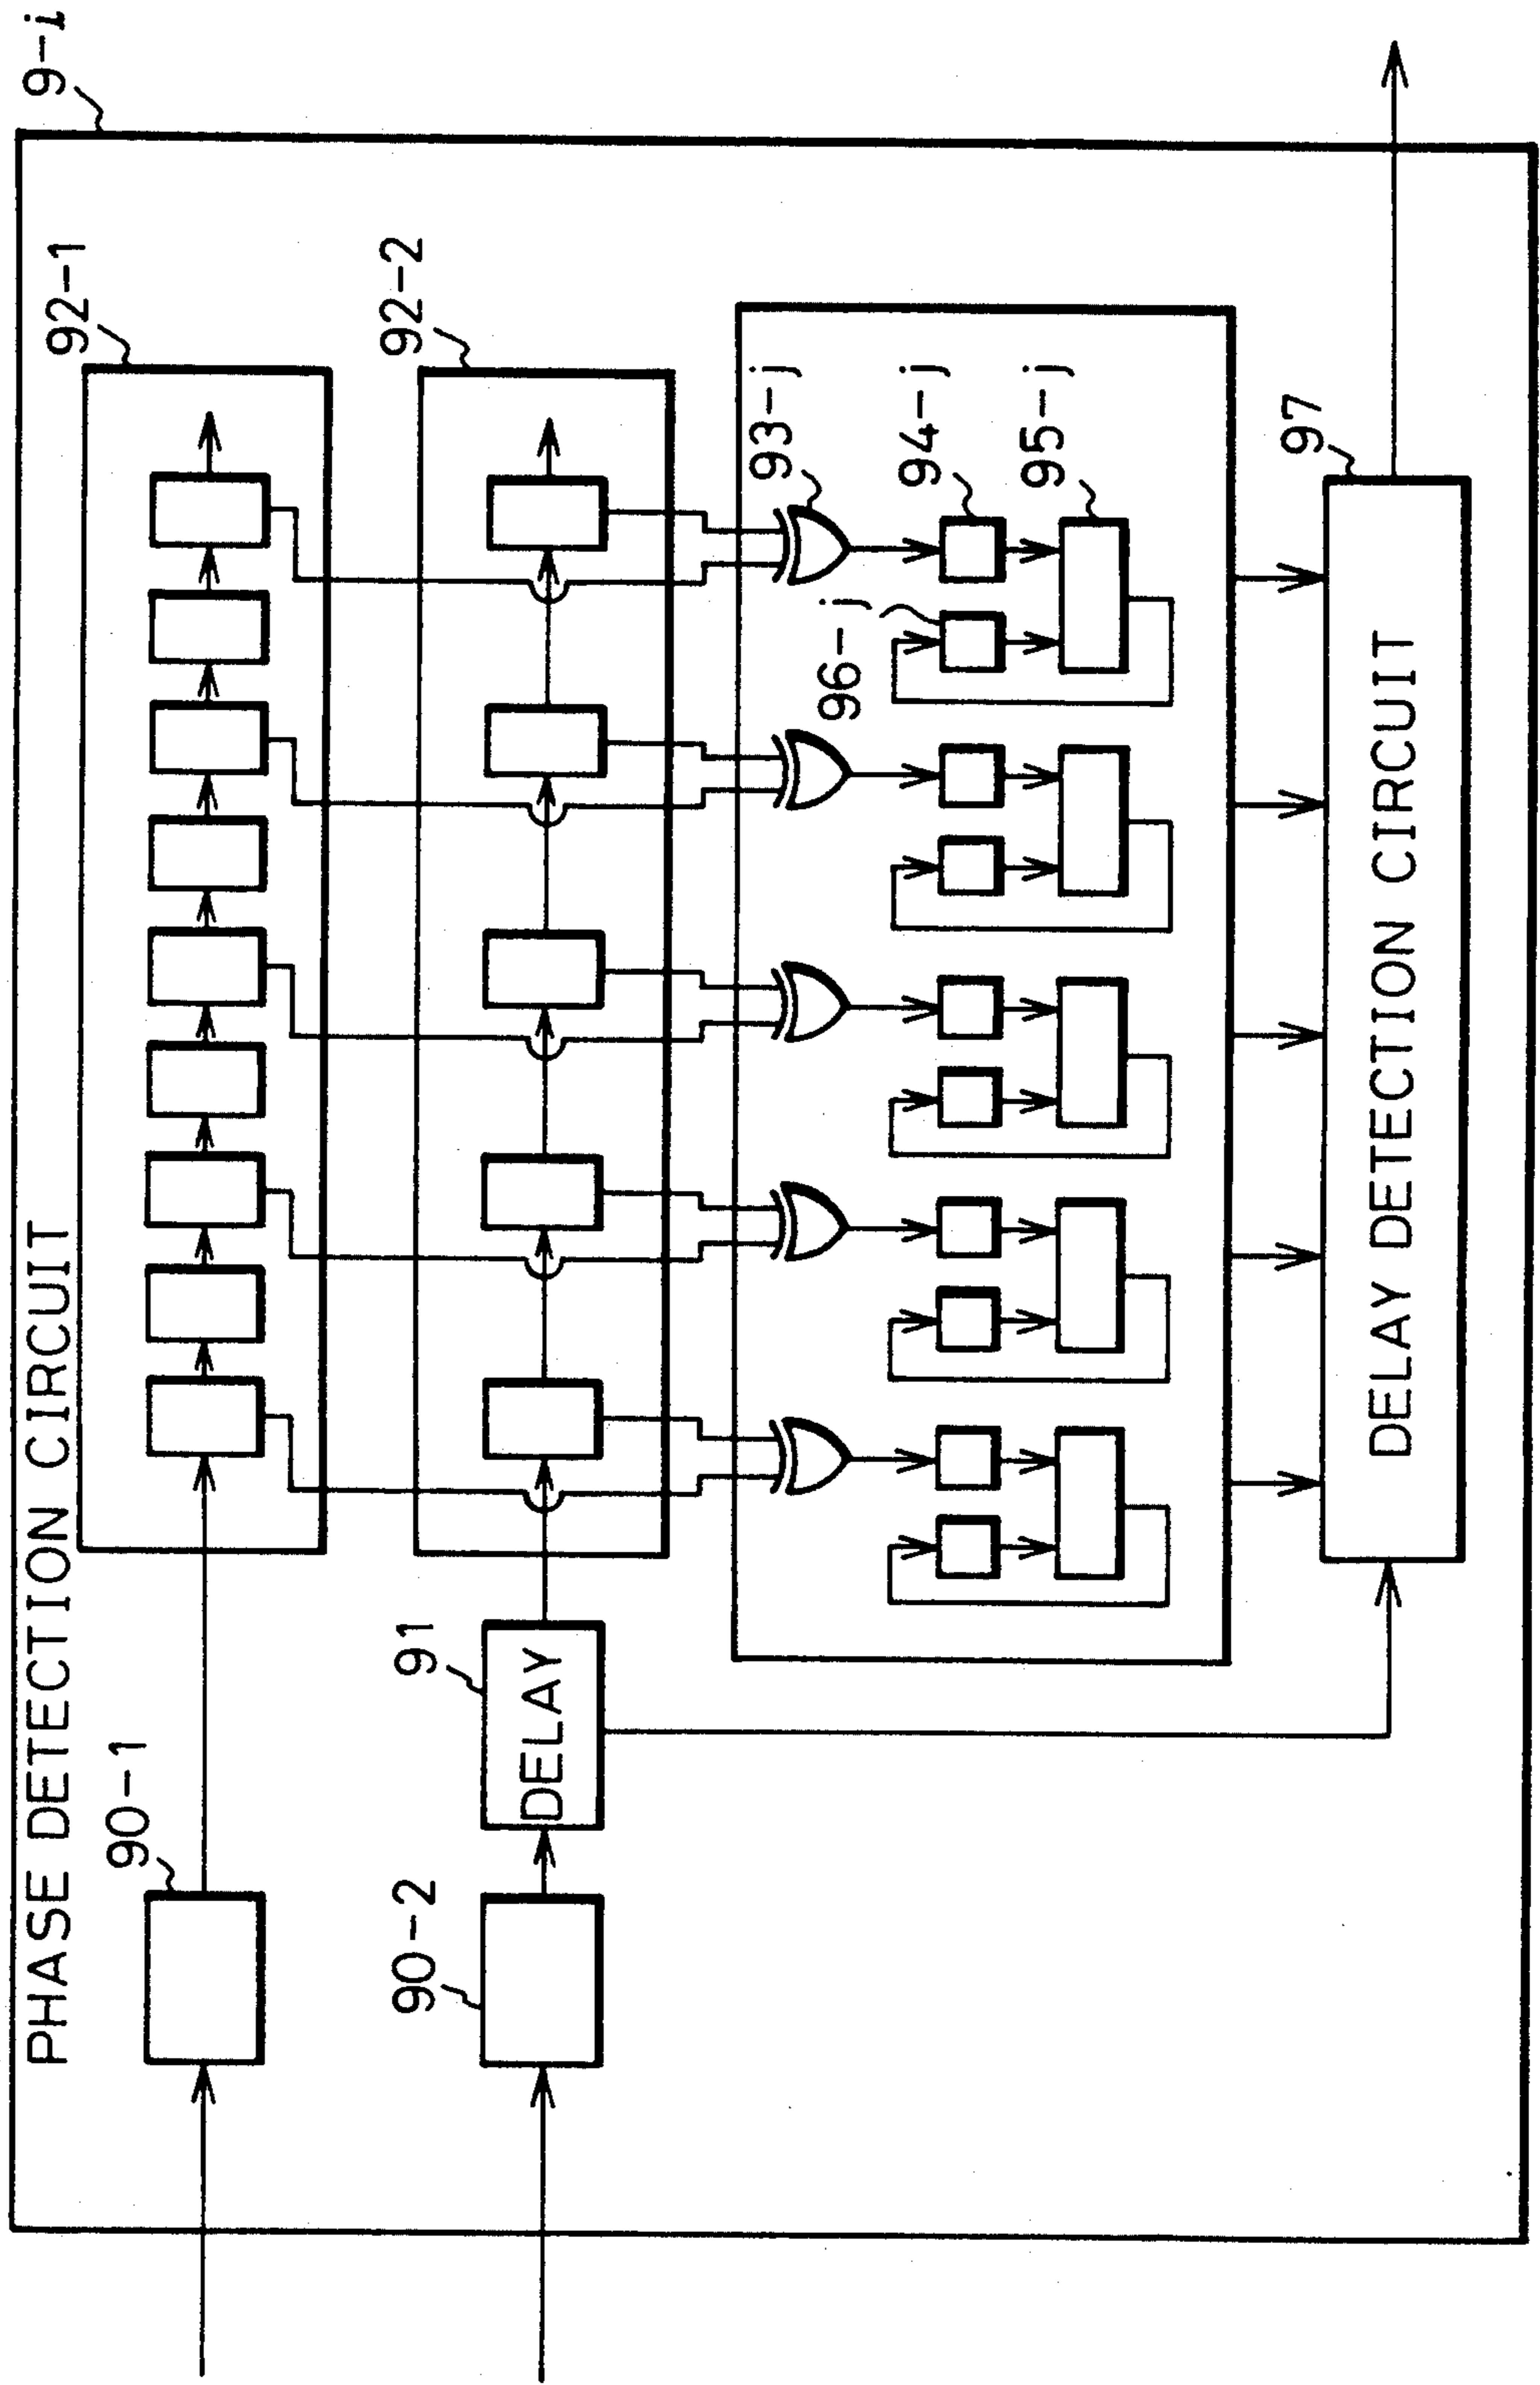 9-i
PHASE DETECTION CIRCUIT
90-1
92-1
90-2
91
DELAY
92-2
93-j
96-j
94-j
95-j
97
DELAY DETECTION CIRCUIT